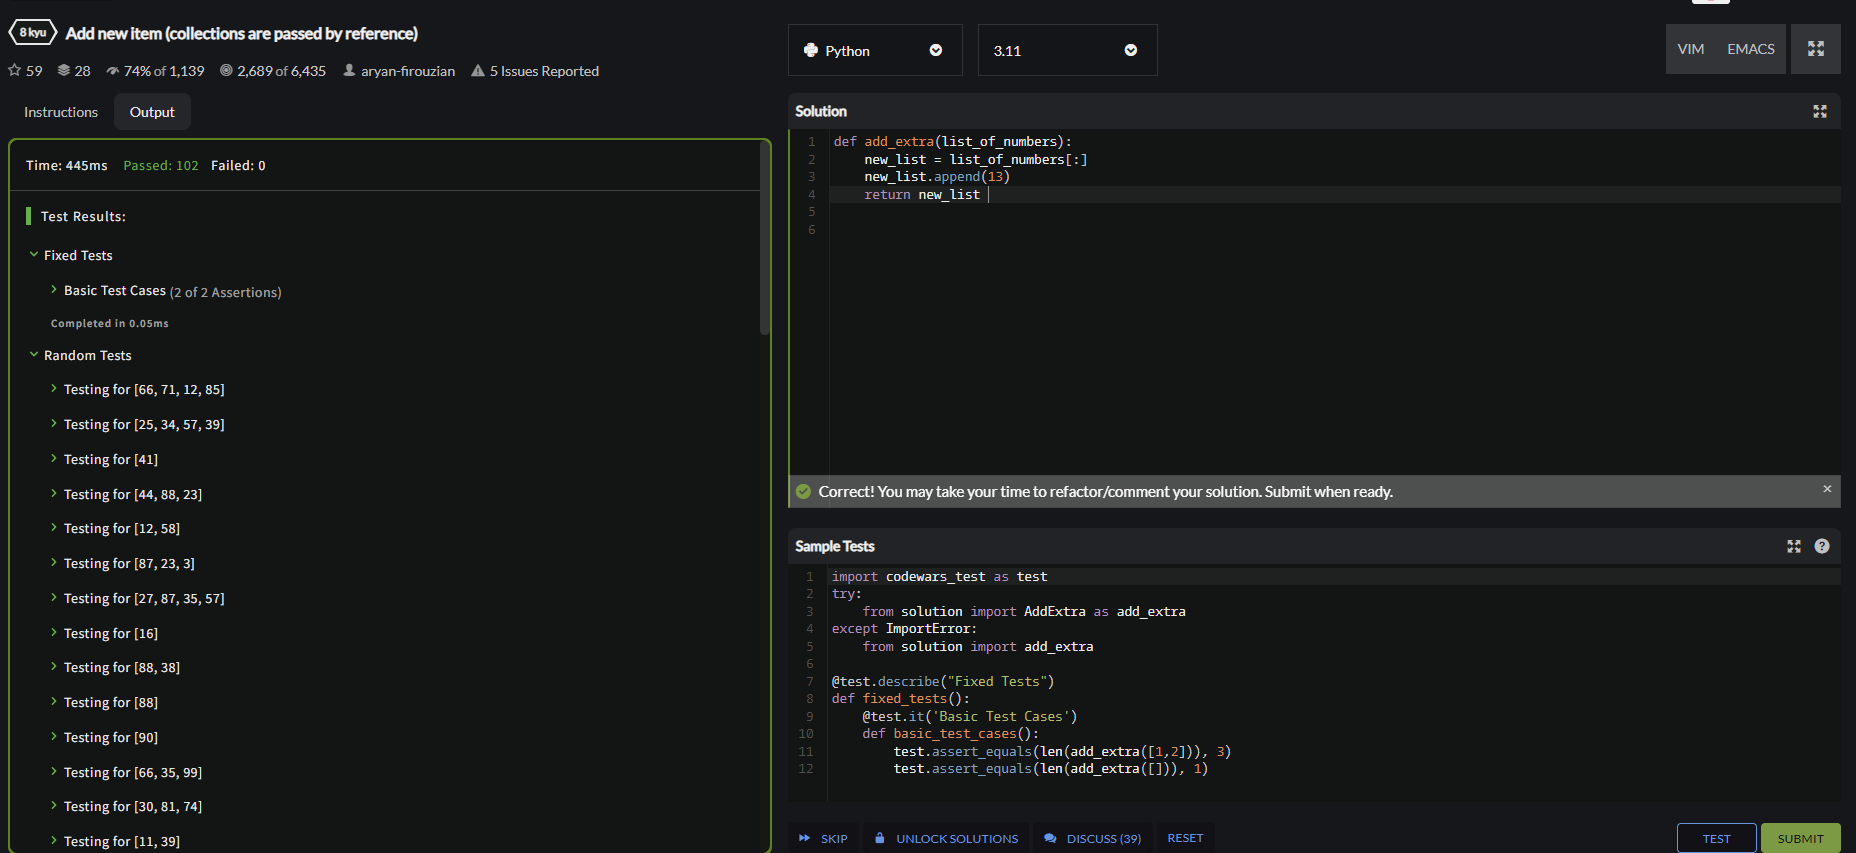 8 kyu Add new item (collections are passed by reference)
59 28 74% of 1,139 2,689 of 6,435 aryan-firouzian 5 Issues Reported
Instructions Output
Time: 445ms Passed: 102 Failed: 0
Test Results:
Fixed Tests
Basic Test Cases (2 of 2 Assertions)
Completed in 0.05ms
Random Tests
Testing for [66, 71, 12, 85]
Testing for [25, 34, 57, 39]
Testing for [41]
Testing for [44, 88, 23]
Testing for [12, 58]
Testing for [87, 23, 3]
Testing for [27, 87, 35, 57]
Testing for [16]
Testing for [88, 38]
Testing for [88]
Testing for [90]
Testing for [66, 35, 99]
Testing for [30, 81, 74]
Testing for [11, 39]
Python 3.11 VIM EMACS
Solution
1 def add_extra(list_of_numbers):
2     new_list = list_of_numbers[:]
3     new_list.append(13)
4     return new_list
5
6
Correct! You may take your time to refactor/comment your solution. Submit when ready. ×
Sample Tests ?
1 import codewars_test as test
2 try:
3     from solution import AddExtra as add_extra
4 except ImportError:
5     from solution import add_extra
6
7 @test.describe("Fixed Tests")
8 def fixed_tests():
9     @test.it('Basic Test Cases')
10     def basic_test_cases():
11         test.assert_equals(len(add_extra([1,2])), 3)
12         test.assert_equals(len(add_extra([])), 1)
SKIP UNLOCK SOLUTIONS DISCUSS (39) RESET TEST SUBMIT